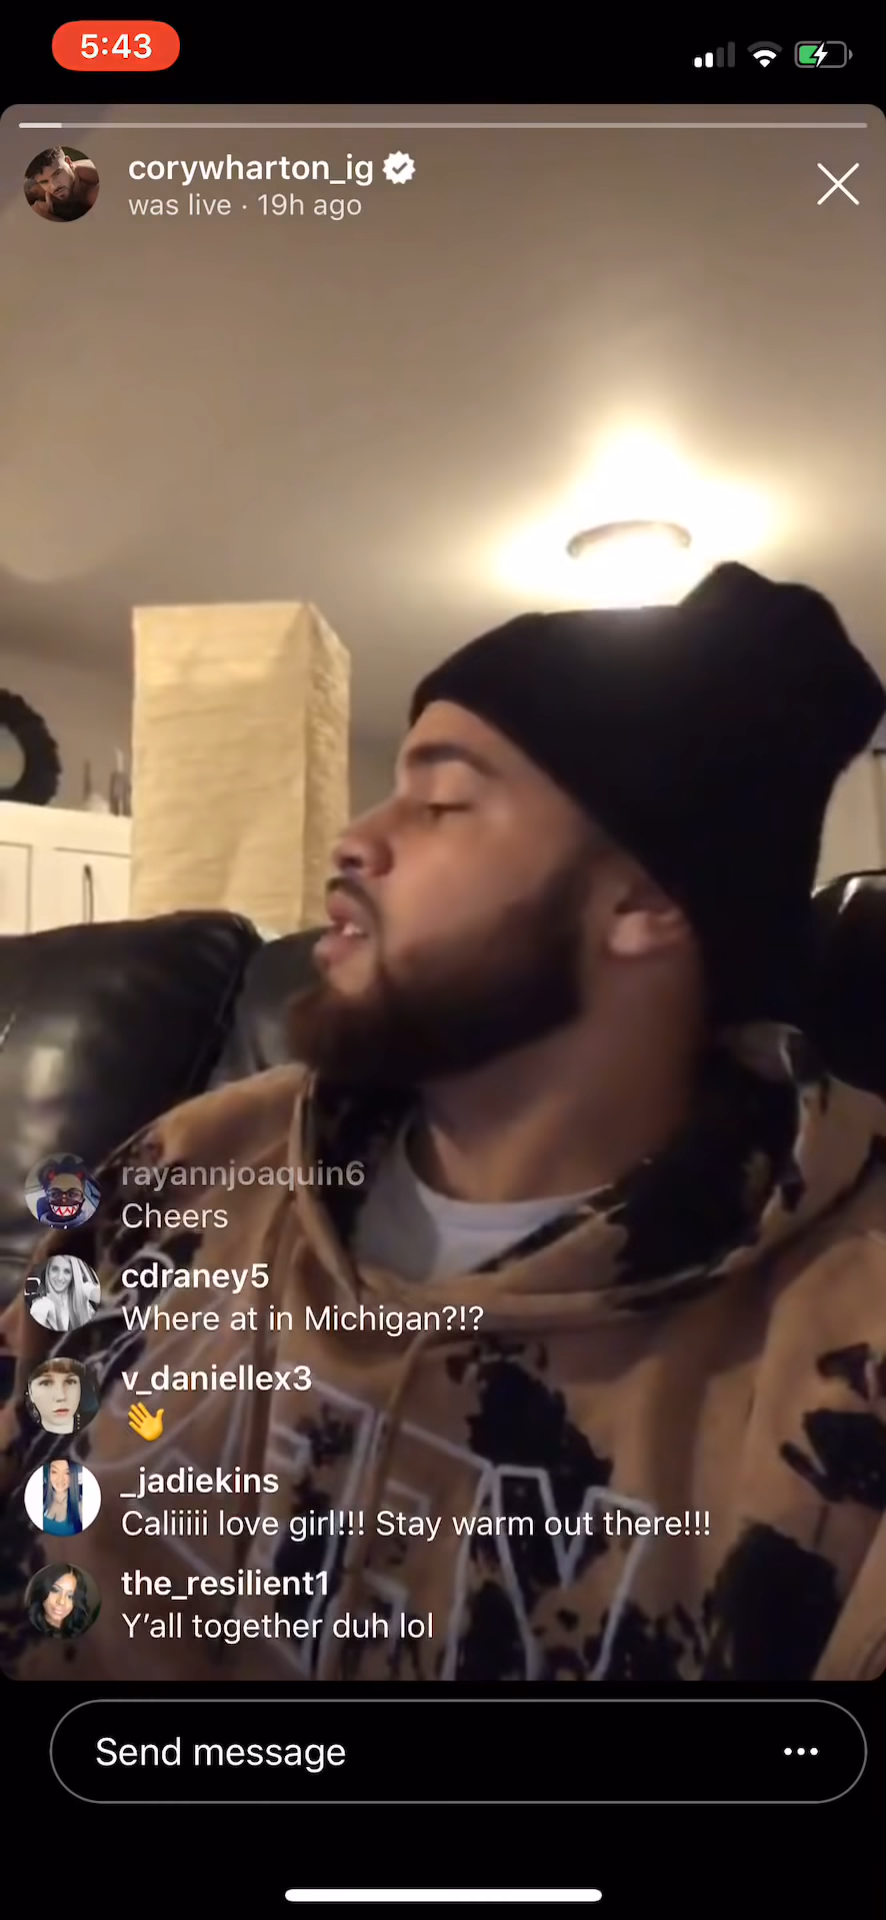 5:43
corywharton_ig
was live · 19h ago
rayannjoaquin6
Cheers
cdraney5
Where at in Michigan?!?
v_daniellex3
👋
_jadiekins
Caliiiii love girl!!! Stay warm out there!!!
the_resilient1
Y’all together duh lol
Send message